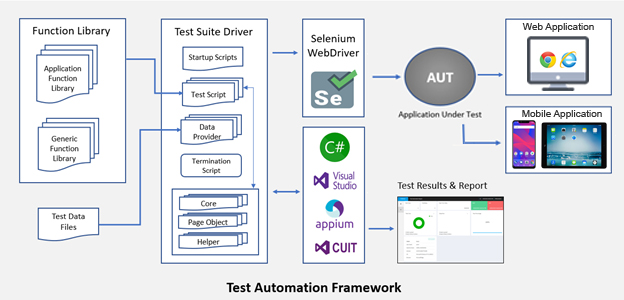 Function Library
Application
Function
Library
Generic
Function
Library
Test Data
Files
Test Suite Driver
Startup Scripts
Test Script
Data
Provider
Termination
Script
Core
Page Object
Helper
Selenium
WebDriver
Se
C#
Visual
Studio
appium
CUIT
AUT
Application Under Test
Web Application
Mobile Application
Test Results & Report
Test Automation Framework